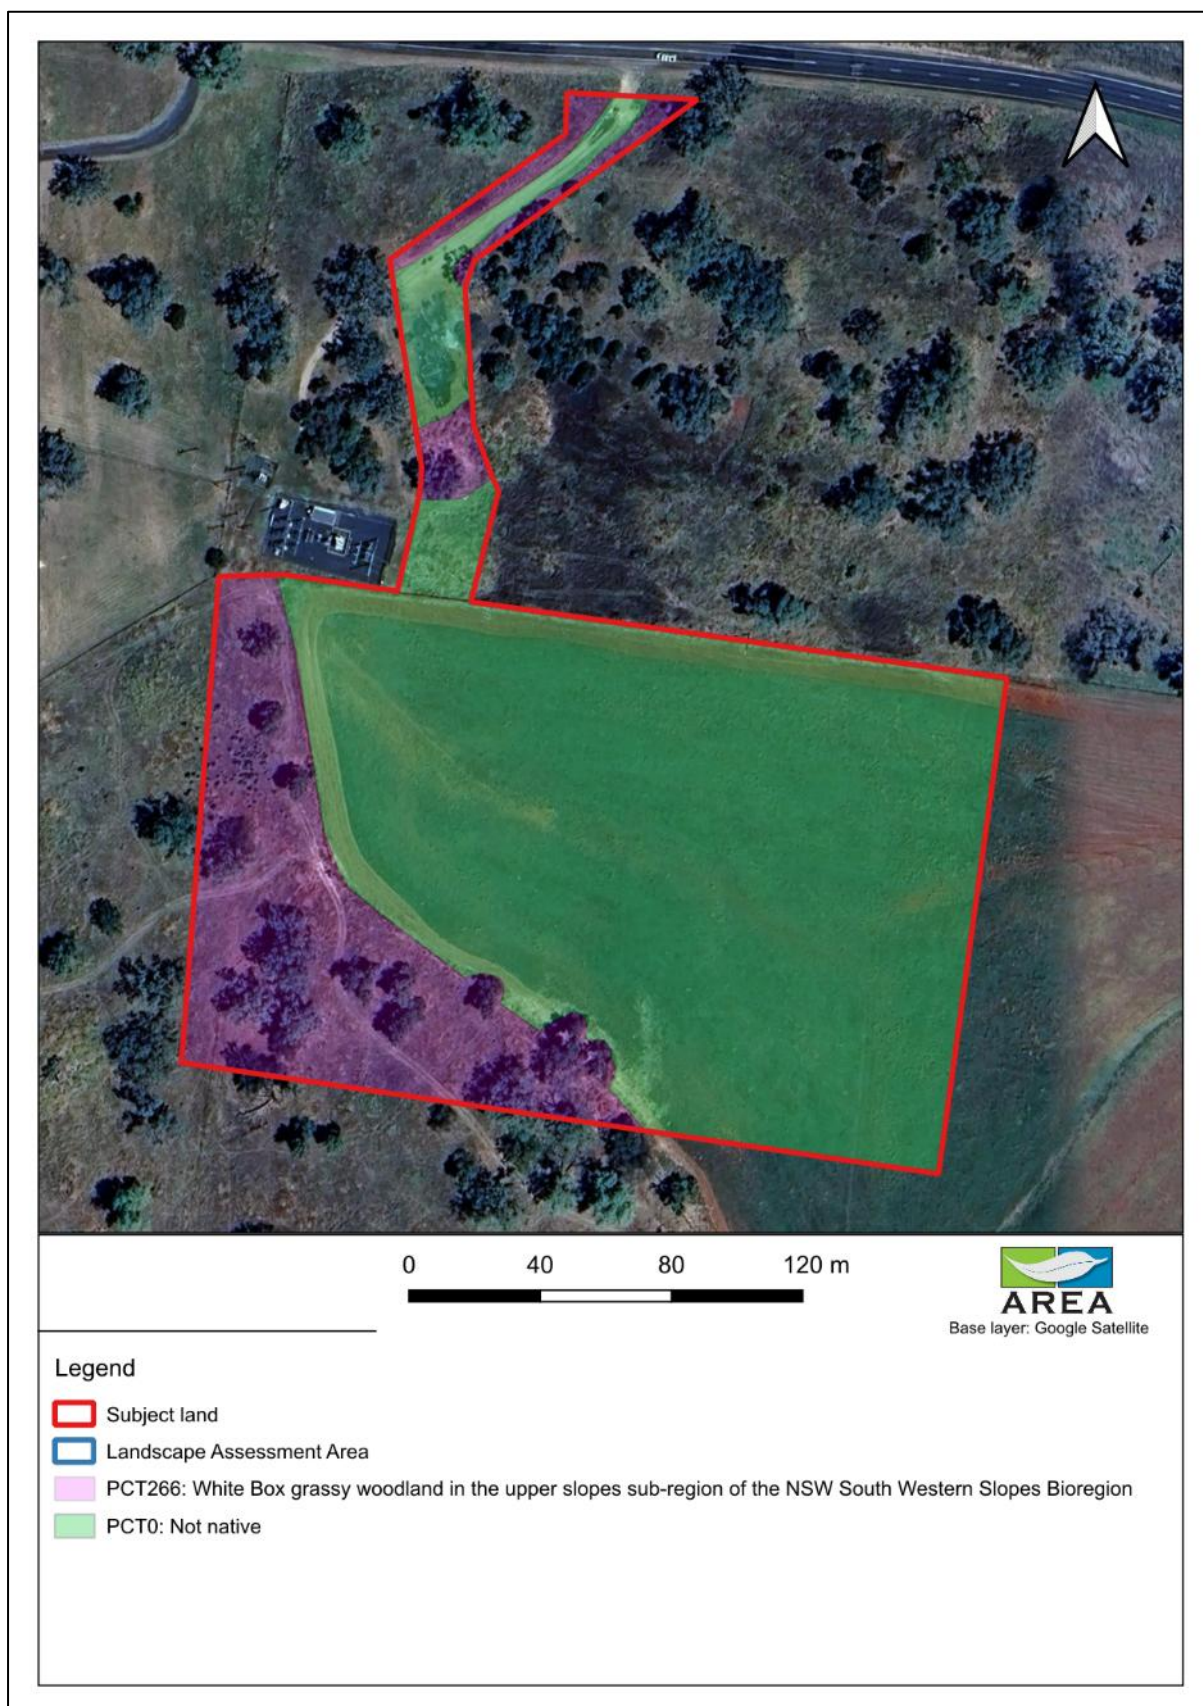 0 40 80 120 m
AREA
Base layer: Google Satellite
Legend
Subject land
Landscape Assessment Area
PCT266: White Box grassy woodland in the upper slopes sub-region of the NSW South Western Slopes Bioregion
PCT0: Not native